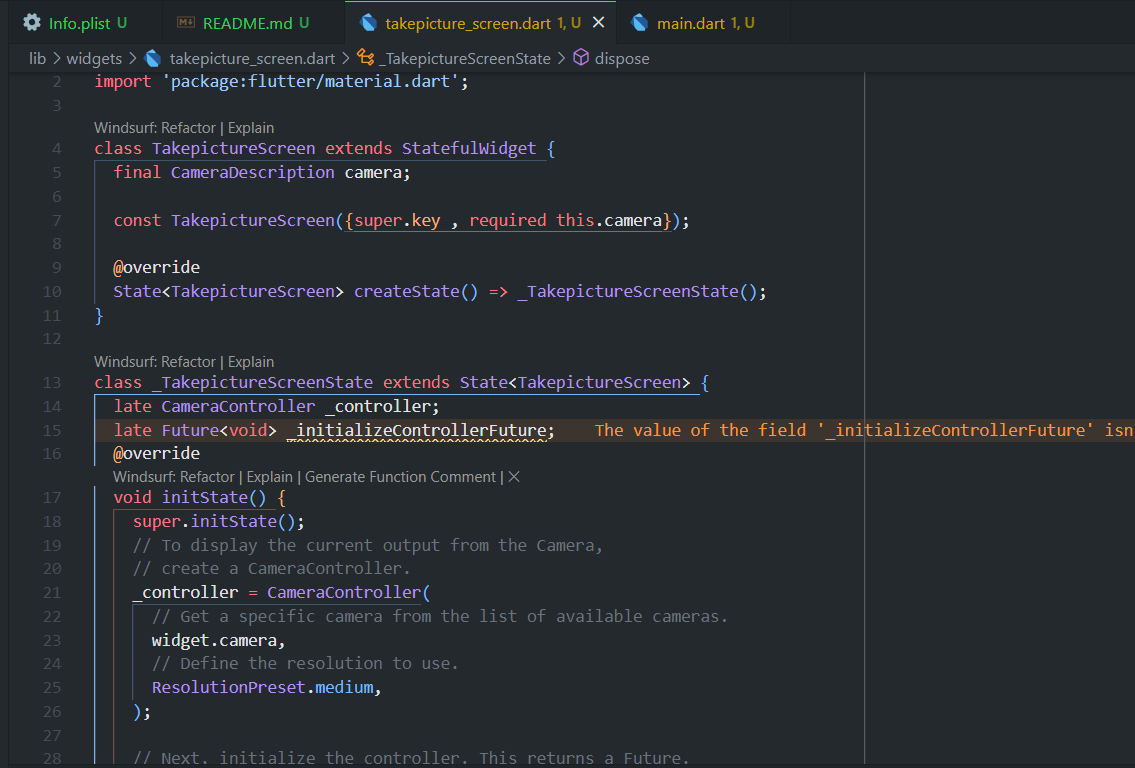 Info.plist U README.md U takepicture_screen.dart 1, U × main.dart 1, U
lib > widgets > takepicture_screen.dart > _TakepictureScreenState > dispose
2 import 'package:flutter/material.dart';
3
Windsurf: Refactor | Explain
4 class TakepictureScreen extends StatefulWidget {
5 final CameraDescription camera;
6
7 const TakepictureScreen({super.key , required this.camera});
8
9 @override
10 State<TakepictureScreen> createState() => _TakepictureScreenState();
11 }
12
Windsurf: Refactor | Explain
13 class _TakepictureScreenState extends State<TakepictureScreen> {
14 late CameraController _controller;
15 late Future<void> _initializeControllerFuture; The value of the field '_initializeControllerFuture' isn
16 @override
Windsurf: Refactor | Explain | Generate Function Comment | ×
17 void initState() {
18 super.initState();
19 // To display the current output from the Camera,
20 // create a CameraController.
21 _controller = CameraController(
22 // Get a specific camera from the list of available cameras.
23 widget.camera,
24 // Define the resolution to use.
25 ResolutionPreset.medium,
26 );
27
28 // Next, initialize the controller. This returns a Future.